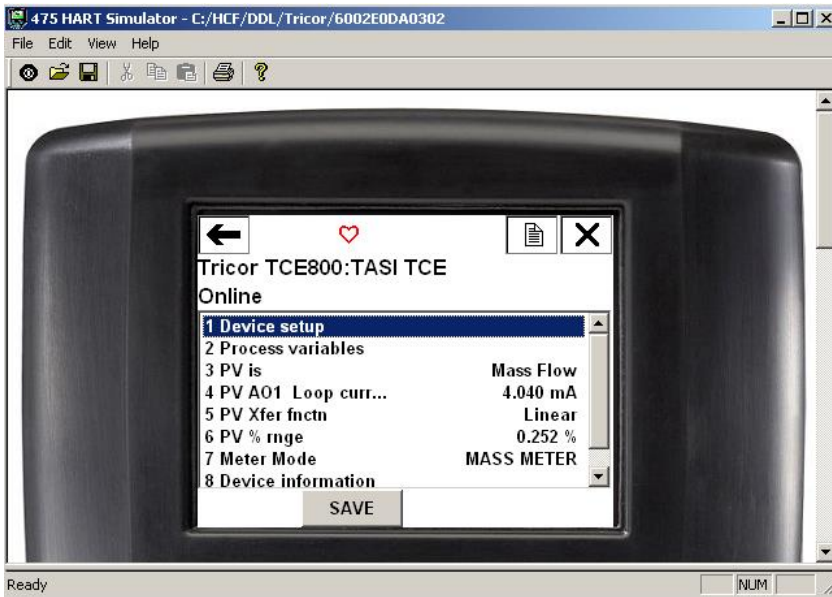 475 HART Simulator - C:/HCF/DDL/Tricor/6002E0DA0302
File Edit View Help
Tricor TCE800:TASI TCE
Online
1 Device setup
2 Process variables
3 PV is Mass Flow
4 PV AO1 Loop curr... 4.040 mA
5 PV Xfer fnctn Linear
6 PV % rnge 0.252 %
7 Meter Mode MASS METER
8 Device information
SAVE
Ready NUM